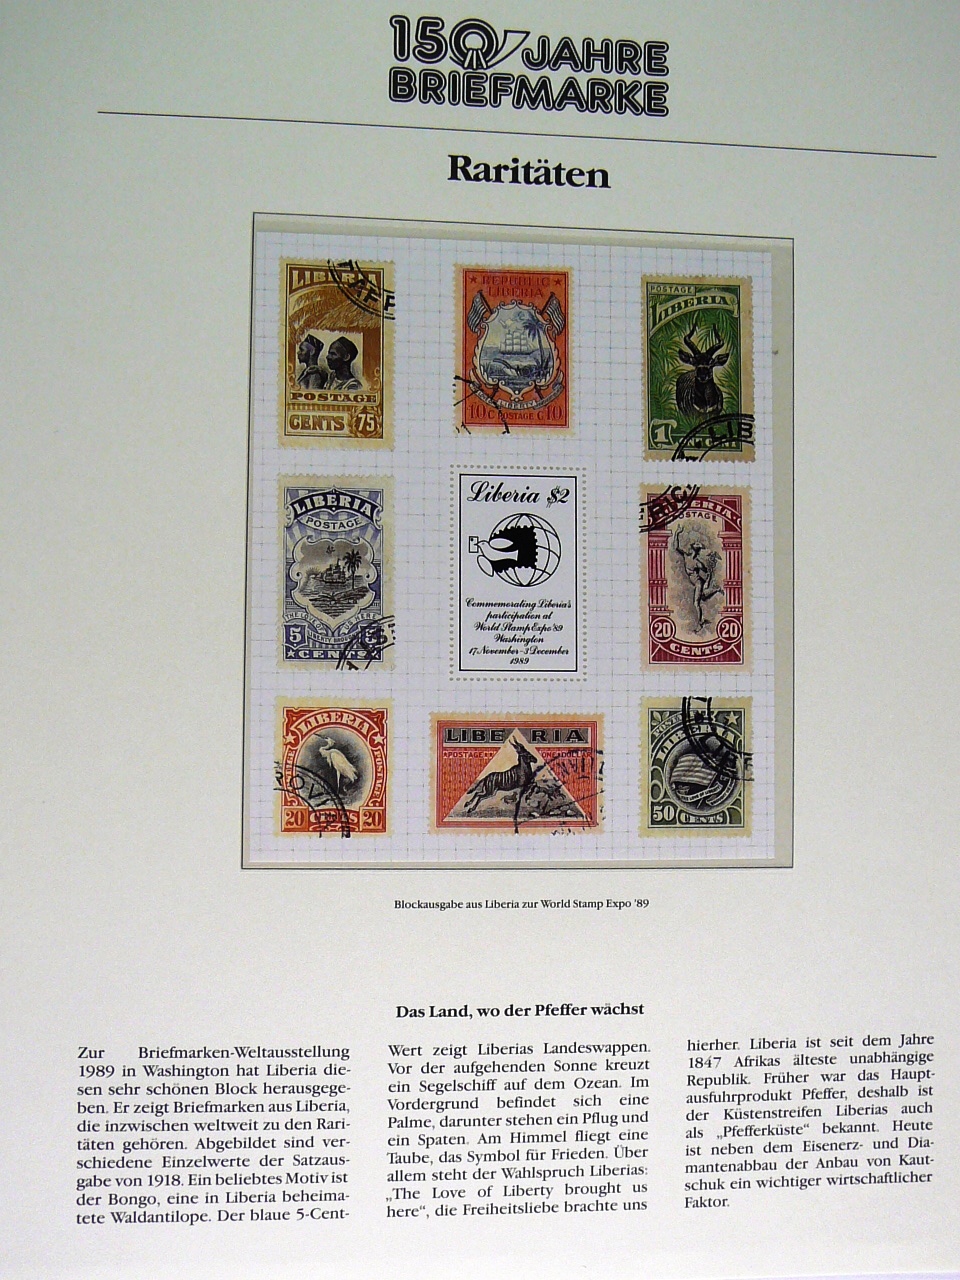 150 JAHRE
BRIEFMARKE
Raritäten
LIBERIA
POSTAGE
CENTS 75
REPUBLIC
LIBERIA
10 C POSTAGE C 10
POSTAGE
LIBERIA
1 CENT
LIB
LIBERIA
POSTAGE
5 5
CENTS
Liberia $2
Commemorating Liberia's
participation at
World Stamp Expo '89
Washington
17 November - 3 December
1989
POSTAGE
20 20
CENTS
LIBERIA
POSTAGE
20 CENTS 20
LIBERIA
POSTAGE
LIBERIA
50 CENTS
Blockausgabe aus Liberia zur World Stamp Expo '89
Das Land, wo der Pfeffer wächst
Zur Briefmarken-Weltausstellung
1989 in Washington hat Liberia die-
sen sehr schönen Block herausgege-
ben. Er zeigt Briefmarken aus Liberia,
die inzwischen weltweit zu den Rari-
täten gehören. Abgebildet sind ver-
schiedene Einzelwerte der Satzaus-
gabe von 1918. Ein beliebtes Motiv ist
der Bongo, eine in Liberia beheima-
tete Waldantilope. Der blaue 5-Cent-
Wert zeigt Liberias Landeswappen.
Vor der aufgehenden Sonne kreuzt
ein Segelschiff auf dem Ozean. Im
Vordergrund befindet sich eine
Palme, darunter stehen ein Pflug und
ein Spaten. Am Himmel fliegt eine
Taube, das Symbol für Frieden. Über
allem steht der Wahlspruch Liberias:
„The Love of Liberty brought us
here“, die Freiheitsliebe brachte uns
hierher. Liberia ist seit dem Jahre
1847 Afrikas älteste unabhängige
Republik. Früher war das Haupt-
ausfuhrprodukt Pfeffer, deshalb ist
der Küstenstreifen Liberias auch
als „Pfefferküste“ bekannt. Heute
ist neben dem Eisenerz- und Dia-
mantenabbau der Anbau von Kaut-
schuk ein wichtiger wirtschaftlicher
Faktor.